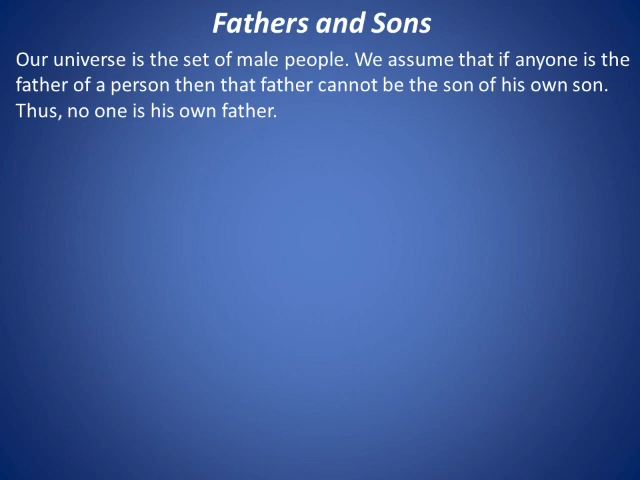 Fathers and Sons
Our universe is the set of male people. We assume that if anyone is the
father of a person then that father cannot be the son of his own son.
Thus, no one is his own father.